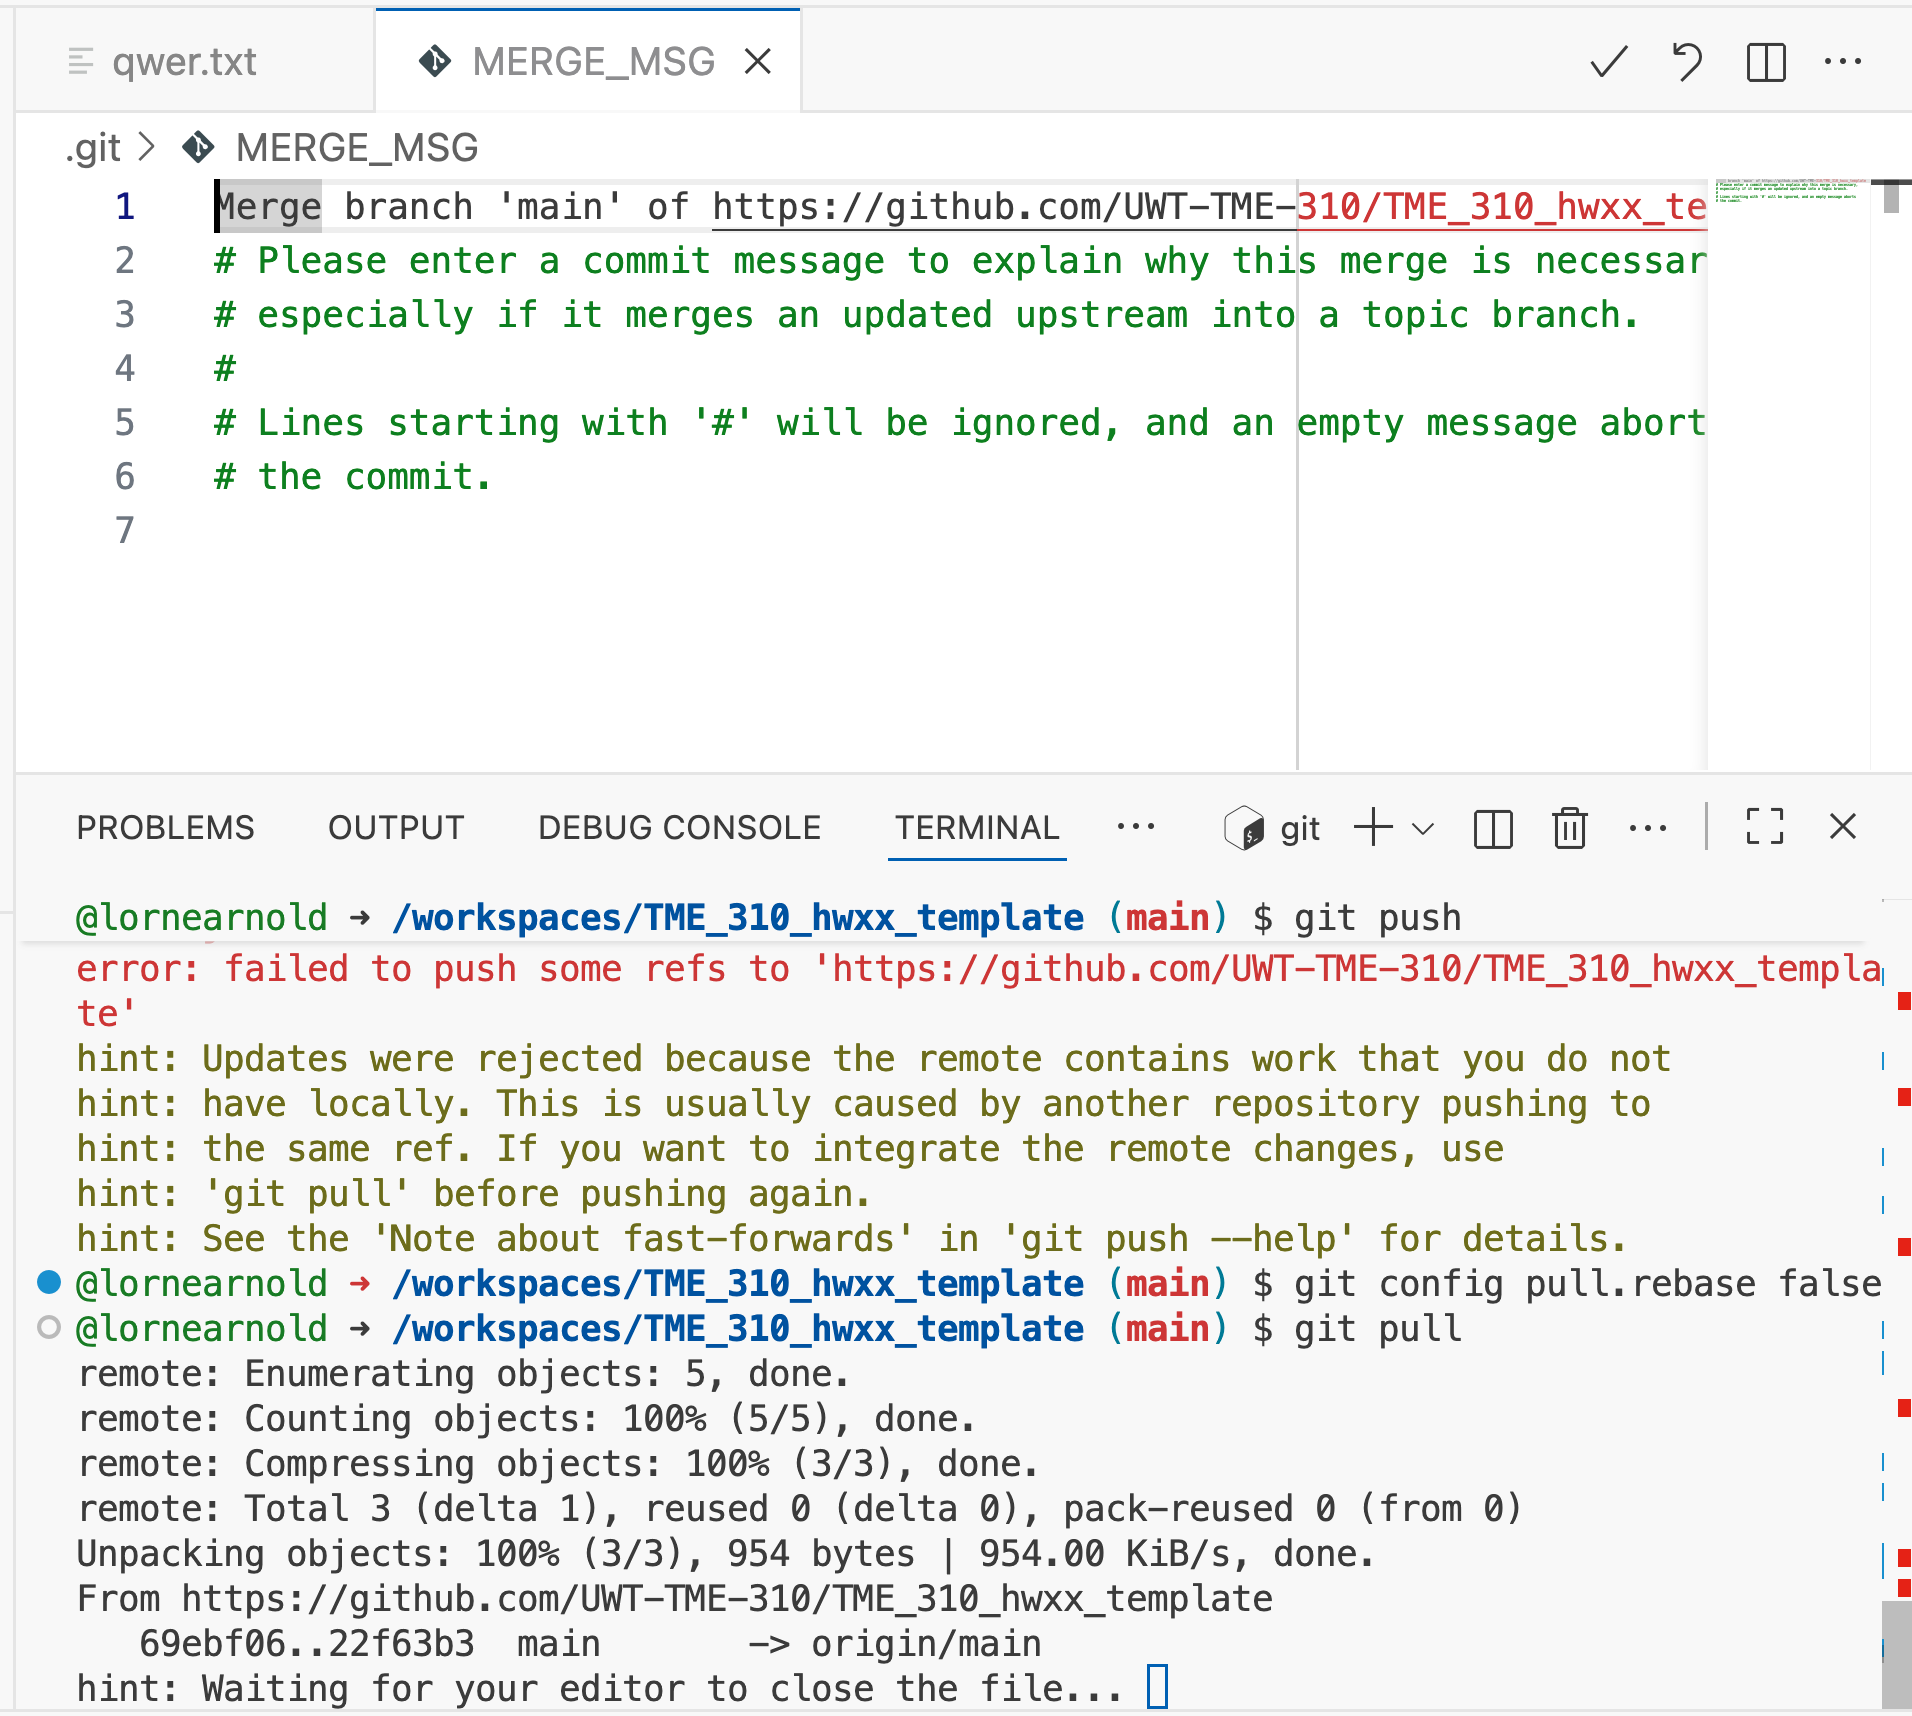 qwer.txt
MERGE_MSG
.git > MERGE_MSG
1 Merge branch 'main' of https://github.com/UWT-TME-310/TME_310_hwxx_te
2 # Please enter a commit message to explain why this merge is necessar
3 # especially if it merges an updated upstream into a topic branch.
4 #
5 # Lines starting with '#' will be ignored, and an empty message abort
6 # the commit.
7
PROBLEMS OUTPUT DEBUG CONSOLE TERMINAL ... git
@lornearnold → /workspaces/TME_310_hwxx_template (main) $ git push
error: failed to push some refs to 'https://github.com/UWT-TME-310/TME_310_hwxx_templa
te'
hint: Updates were rejected because the remote contains work that you do not
hint: have locally. This is usually caused by another repository pushing to
hint: the same ref. If you want to integrate the remote changes, use
hint: 'git pull' before pushing again.
hint: See the 'Note about fast-forwards' in 'git push --help' for details.
@lornearnold → /workspaces/TME_310_hwxx_template (main) $ git config pull.rebase false
@lornearnold → /workspaces/TME_310_hwxx_template (main) $ git pull
remote: Enumerating objects: 5, done.
remote: Counting objects: 100% (5/5), done.
remote: Compressing objects: 100% (3/3), done.
remote: Total 3 (delta 1), reused 0 (delta 0), pack-reused 0 (from 0)
Unpacking objects: 100% (3/3), 954 bytes | 954.00 KiB/s, done.
From https://github.com/UWT-TME-310/TME_310_hwxx_template
   69ebf06..22f63b3  main       -> origin/main
hint: Waiting for your editor to close the file...